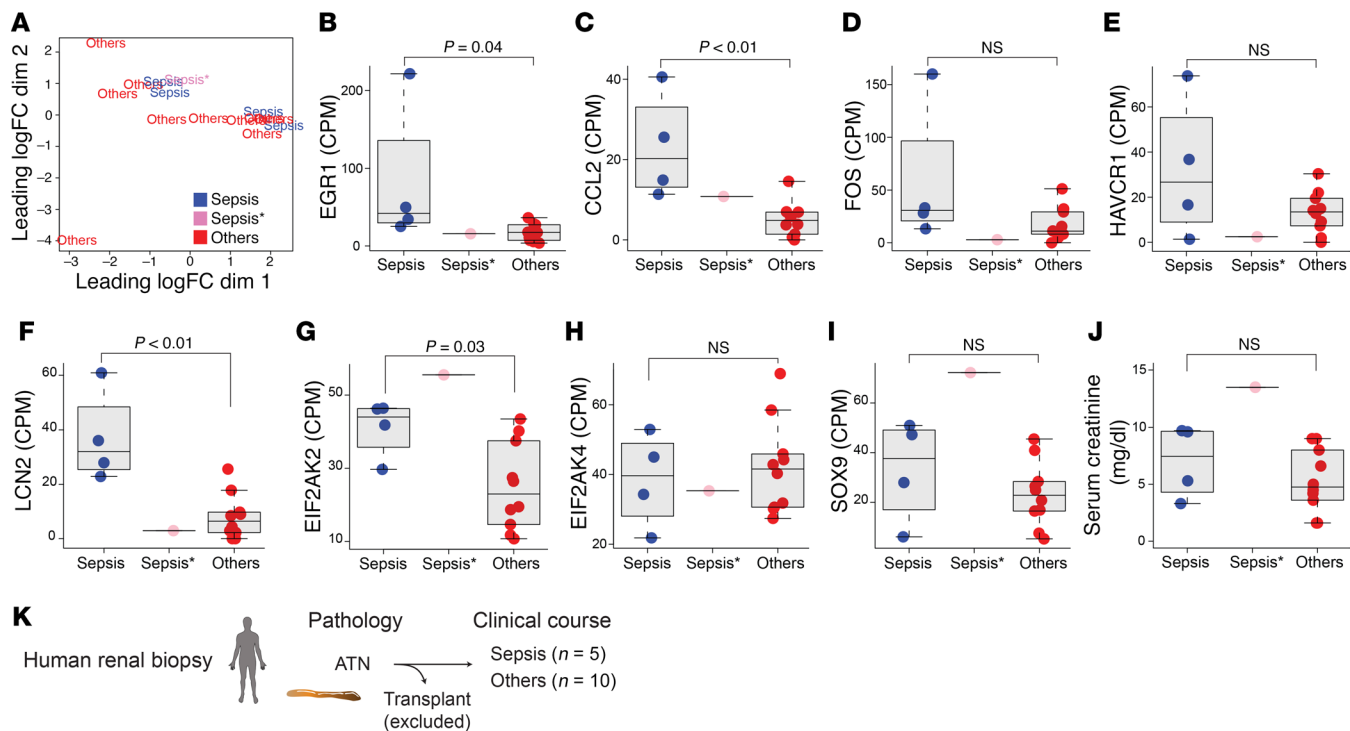 A
Leading logFC dim 2
2
1
0
-1
-2
-3
-4
Others
Others
Sepsis
Sepsis*
Others
Sepsis
Others
Others
Others
Sepsis
Others
Others
Sepsis
Others
Sepsis
Sepsis*
Others
-3
-2
-1
0
1
2
Leading logFC dim 1
B
P = 0.04
EGR1 (CPM)
200
100
0
Sepsis
Sepsis*
Others
C
P < 0.01
CCL2 (CPM)
40
30
20
10
0
Sepsis
Sepsis*
Others
D
NS
FOS (CPM)
150
100
50
0
Sepsis
Sepsis*
Others
E
NS
HAVCR1 (CPM)
60
40
20
0
Sepsis
Sepsis*
Others
F
P < 0.01
LCN2 (CPM)
60
40
20
0
Sepsis
Sepsis*
Others
G
P = 0.03
EIF2AK2 (CPM)
50
30
10
Sepsis
Sepsis*
Others
H
NS
EIF2AK4 (CPM)
60
40
20
Sepsis
Sepsis*
Others
I
NS
SOX9 (CPM)
60
40
20
Sepsis
Sepsis*
Others
J
NS
Serum creatinine
(mg/dl)
15
10
5
0
Sepsis
Sepsis*
Others
K
Human renal biopsy
Pathology
ATN
Transplant
(excluded)
Clinical course
Sepsis (n = 5)
Others (n = 10)